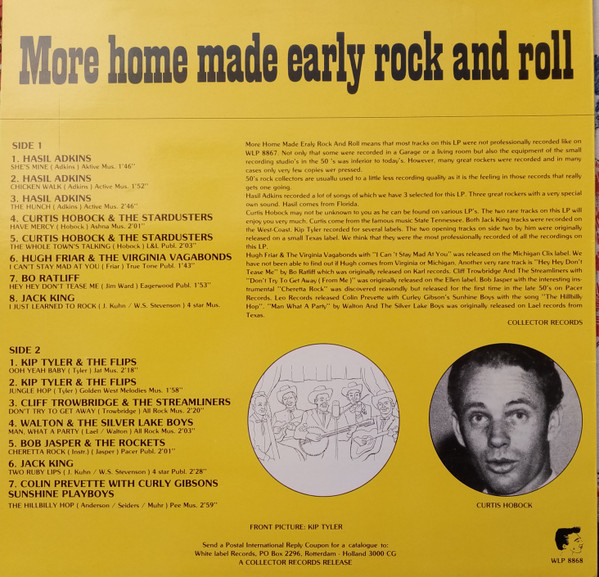 More home made early rock and roll
SIDE 1
1. HASIL ADKINS
SHE'S MINE ( Adkins ) Aktive Mus. 1'46"
2. HASIL ADKINS
CHICKEN WALK ( Adkins ) Aktive Mus. 1'52"
3. HASIL ADKINS
THE HUNCH ( Adkins ) Aktive Mus. 2'46"
4. CURTIS HOBOCK & THE STARDUSTERS
HAVE MERCY ( Hobock ) Ashna Mus. 2'01"
5. CURTIS HOBOCK & THE STARDUSTERS
THE WHOLE TOWN'S TALKING ( Hobock ) L&L Publ. 2'03"
6. HUGH FRIAR & THE VIRGINIA VAGABONDS
I CAN'T STAY MAD AT YOU ( Friar ) True Tone Publ. 1'43"
7. BO RATLIFF
HEY HEY DON'T TEASE ME ( Jim Ward ) Eagerwood Publ. 1'53"
8. JACK KING
I JUST LEARNED TO ROCK ( J. Kuhn / W.S. Stevenson ) 4 star Mus.
More Home Made Eraly Rock And Roll means that most tracks on this LP were not professionally recorded like on
WLP 8867. Not only that some were recorded in a Garage or a living room but also the equipment of the small
recording studio's in the 50 's was inferior to today's. However, many great rockers were recorded and in many
cases only very few copies wer pressed.
50's rock collectors are usuallu used to a little less recording quality as it is the feeling in those records that really
gets one going.
Hasil Adkins recorded a lot of songs of which we have 3 selected for this LP. Three great rockers with a very special
own sound. Hasil comes from Florida.
Curtis Hobock may not be unknown to you as he can be found on various LP's. The two rare tracks on this LP will
enjoy you very much. Curtis come from the famous music State Tennessee. Both Jack King tracks were recorded on
the West-Coast. Kip Tyler recorded for several labels. The two opening tracks on side two by him were originally
released on a small Texas label. We think that they were the most professionally recorded of all the recordings on
this LP.
Hugh Friar & The Virginia Vagabonds with "I Can 't Stay Mad At You" was released on the Michigan Clix label. We
have not been able to find out if Hugh comes from Virginia or Michigan. Another very rare track is "Hey Hey Don't
Tease Me" by Bo Ratliff which was originally released on Karl records. Cliff Trowbridge And The Streamliners with
"Don't Try To Get Away ( From Me )" was originally released on the Ellen label. Bob Jasper with the interesting ins-
trumental "Cheretta Rock" was discovered reasonally but released for the first time in the late 50's on Pacer
Records. Leo Records released Colin Prevette with Curley Gibson's Sunhine Boys with the song "The Hillbilly
Hop". "Man What A Party" by Walton And The Silver Lake Boys was originally released on Lael records from
Texas.
COLLECTOR RECORDS
SIDE 2
1. KIP TYLER & THE FLIPS
OOH YEAH BABY ( Tyler ) Jat Mus. 2'18"
2. KIP TYLER & THE FLIPS
JUNGLE HOP ( Tyler ) Golden West Melodies Mus. 1'58"
3. CLIFF TROWBRIDGE & THE STREAMLINERS
DON'T TRY TO GET AWAY ( Trowbridge ) All Rock Mus. 2'20"
4. WALTON & THE SILVER LAKE BOYS
MAN, WHAT A PARTY ( Lael / Walton ) All Rock Mus. 2'03"
5. BOB JASPER & THE ROCKETS
CHERETTA ROCK ( Instr.) ( Jasper ) Pacer Publ. 2'01"
6. JACK KING
TWO RUBY LIPS ( J. Kuhn / W.S. Stevenson ) 4 star Publ. 2'28"
7. COLIN PREVETTE WITH CURLY GIBSONS
SUNSHINE PLAYBOYS
THE HILLBILLY HOP ( Anderson / Seiders / Muhr ) Pee Mus. 2'59"
CURTIS HOBOCK
FRONT PICTURE: KIP TYLER
Send a Postal International Reply Coupon for a catalogue to:
White label Records, PO Box 2296, Rotterdam - Holland 3000 CG
A COLLECTOR RECORDS RELEASE
WLP 8868